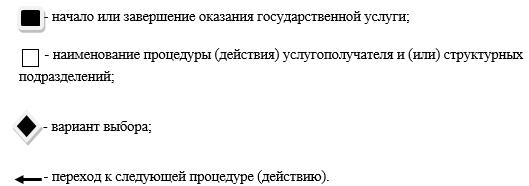 - начало или завершение оказания государственной услуги;
- наименование процедуры (действия) услугополучателя и (или) структурных
подразделений;
- вариант выбора;
- переход к следующей процедуре (действию).